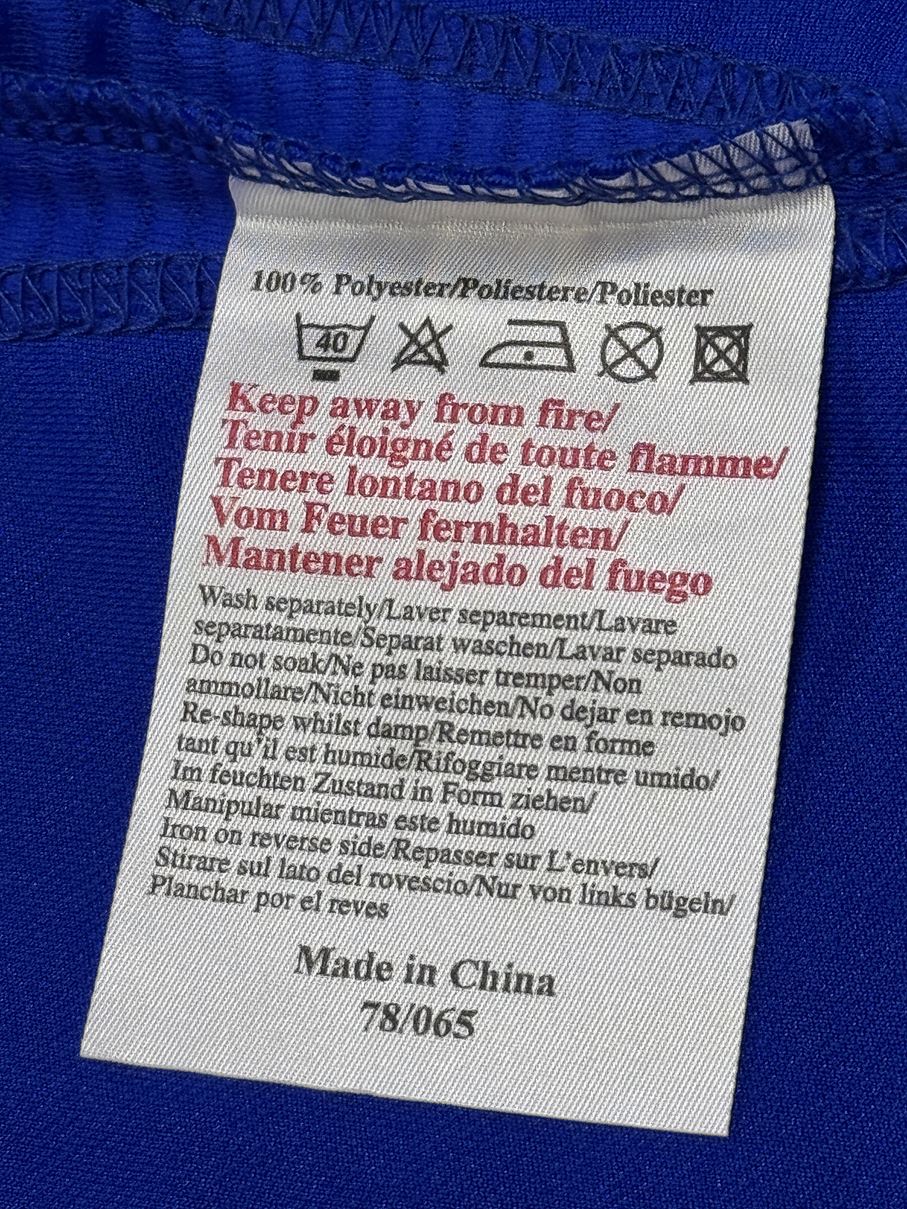 100% Polyester/Poliestere/Poliester
40
Keep away from fire/
Tenir éloigné de toute flamme/
Tenere lontano del fuoco/
Vom Feuer fernhalten/
Mantener alejado del fuego
Wash separately/Laver separement/Lavare
separatamente/Separat waschen/Lavar separado
Do not soak/Ne pas laisser tremper/Non
ammollare/Nicht einweichen/No dejar en remojo
Re-shape whilst damp/Remettre en forme
tant qu'il est humide/Rifoggiare mentre umido/
Im feuchten Zustand in Form ziehen/
Manipular mientras este humido
Iron on reverse side/Repasser sur L'envers/
Stirare sul lato del rovescio/Nur von links bügeln/
Planchar por el reves
Made in China
78/065